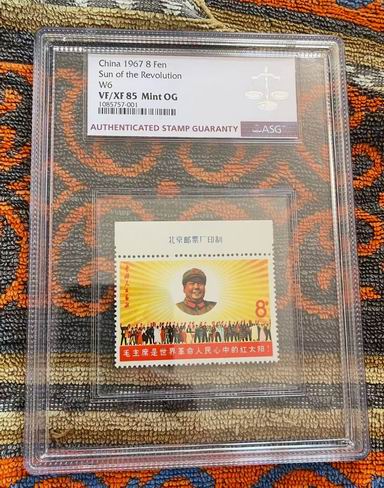 China 1967 8 Fen
Sun of the Revolution
W6
VF/XF 85 Mint OG
1085757-001
AUTHENTICATED STAMP GUARANTY
ASG
北京邮票厂印制
中国人民邮政
8分
毛主席是世界革命人民心中的红太阳!